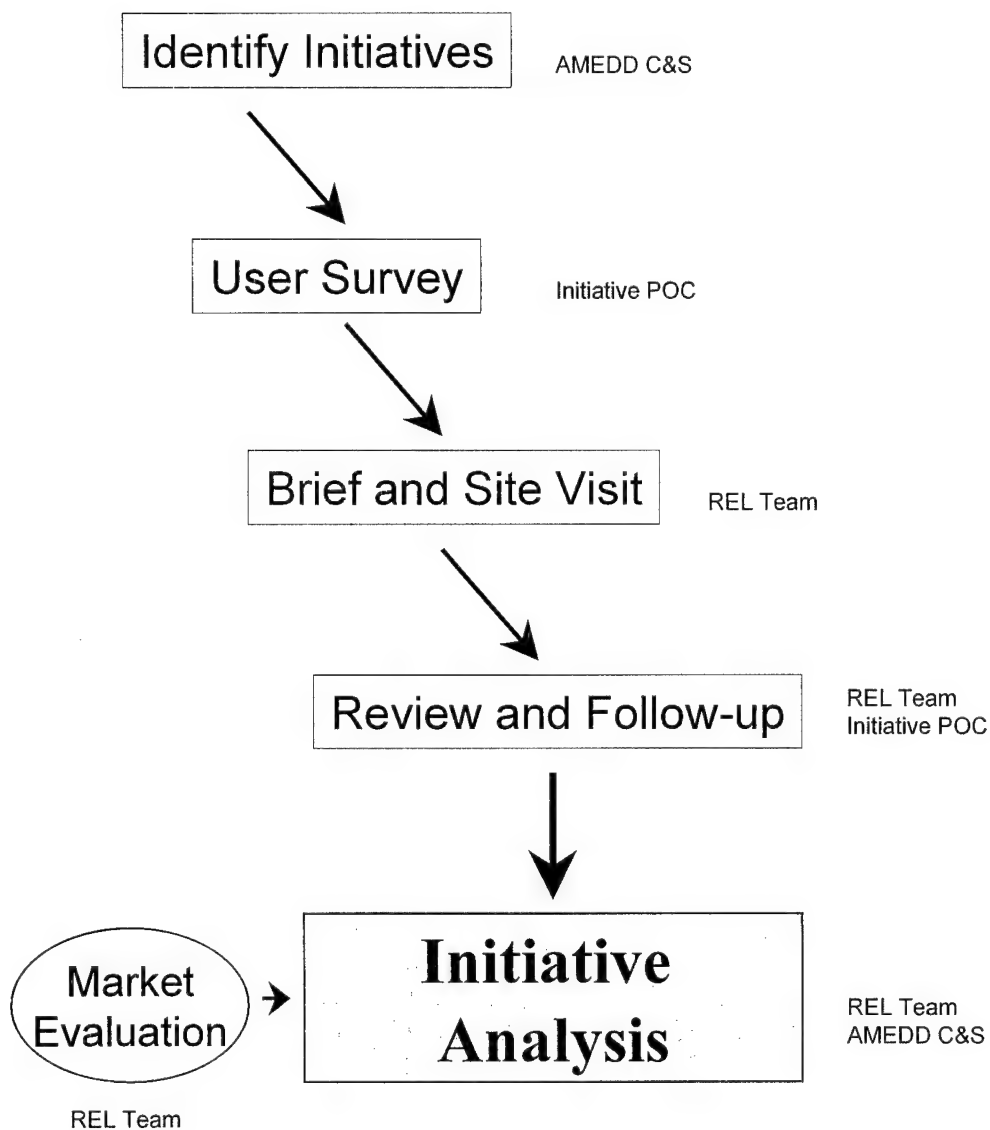 Identify Initiatives
AMEDD C&S
User Survey
Initiative POC
Brief and Site Visit
REL Team
Review and Follow-up
REL Team
Initiative POC
Market
Evaluation
REL Team
Initiative
Analysis
REL Team
AMEDD C&S